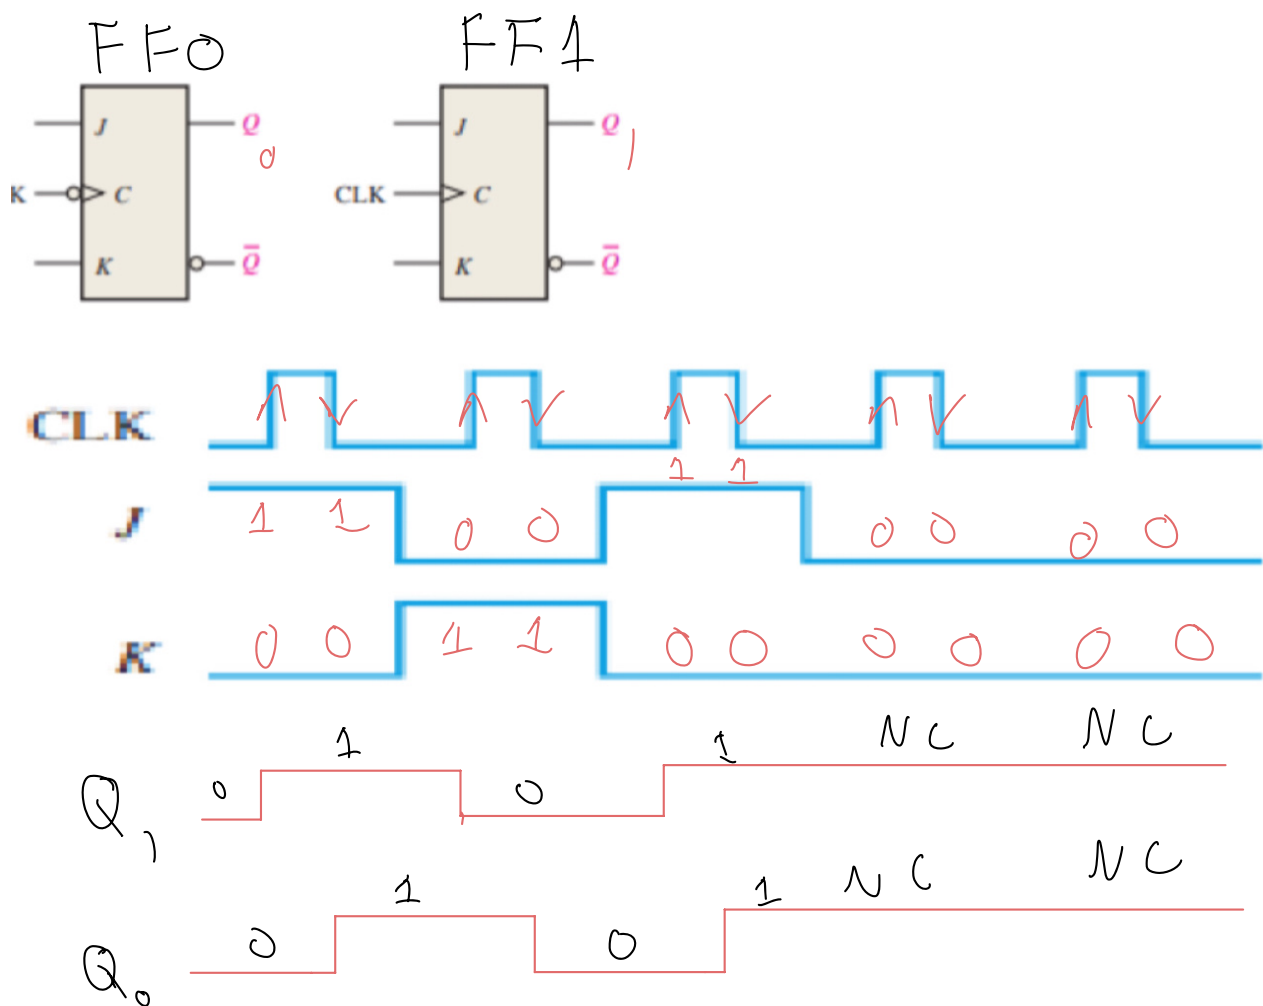 FF0 FF1
J Q J Q
0 1
K C CLK C
K Q̅ K Q̅
CLK
1 1
J 1 1 0 0 0 0 0 0
K 0 0 1 1 0 0 0 0 0 0
Q1 0 1 0 1 NC NC
Q0 0 1 0 1 NC NC